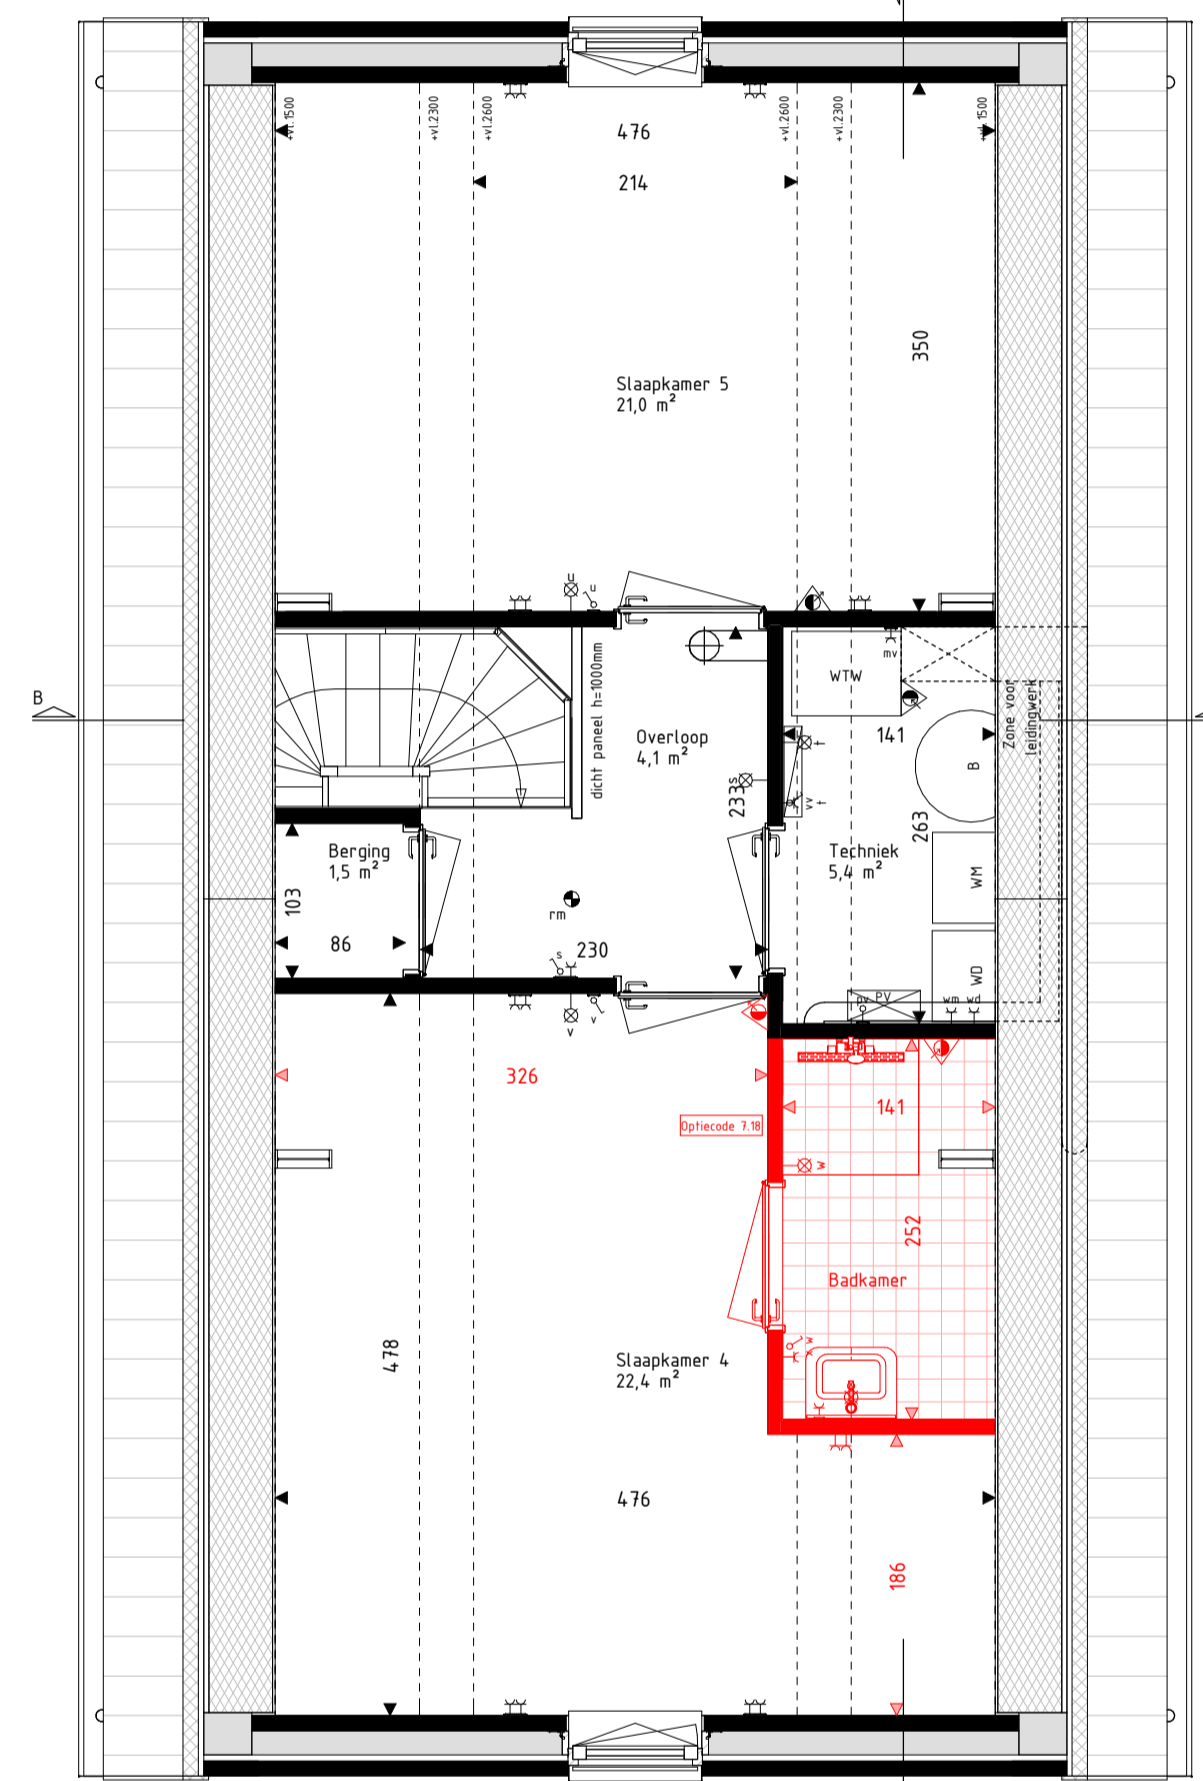 +vl.1500
+vl.2300
+vl.2600
476
+vl.2600
+vl.2300
+vl.1500
214
350
Slaapkamer 5
21,0 m²
u
u
dicht paneel h=1000mm
mv
WTW
Zone voor
leidingwerk
B
Overloop
4,1 m²
141
t
B
s
233
vv
t
263
Berging
1,5 m²
Techniek
5,4 m²
WM
103
86
rm
230
s
WD
PV
pv
wm
wd
v
v
326
141
Optiecode 7.18
w
252
Badkamer
w
478
Slaapkamer 4
22,4 m²
476
186